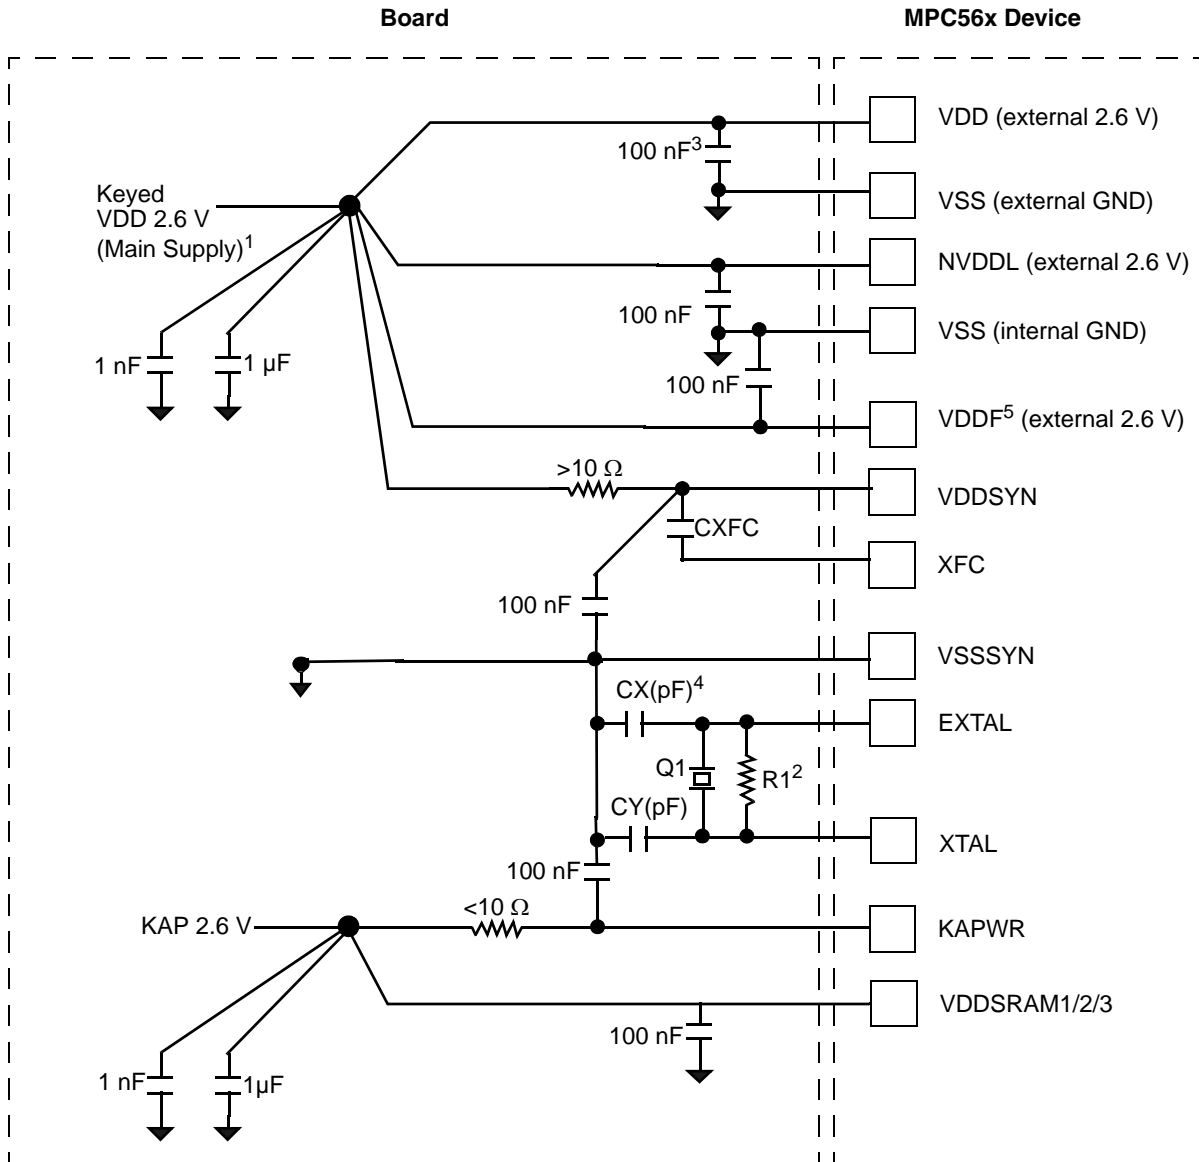 Board
MPC56x Device
VDD (external 2.6 V)
100 nF3
Keyed
VDD 2.6 V
(Main Supply)1
VSS (external GND)
NVDDL (external 2.6 V)
100 nF
VSS (internal GND)
1 nF
1 µF
100 nF
VDDF5 (external 2.6 V)
>10 Ω
VDDSYN
CXFC
XFC
100 nF
VSSSYN
CX(pF)4
EXTAL
Q1
R12
CY(pF)
XTAL
100 nF
<10 Ω
KAP 2.6 V
KAPWR
VDDSRAM1/2/3
100 nF
1 nF
1µF